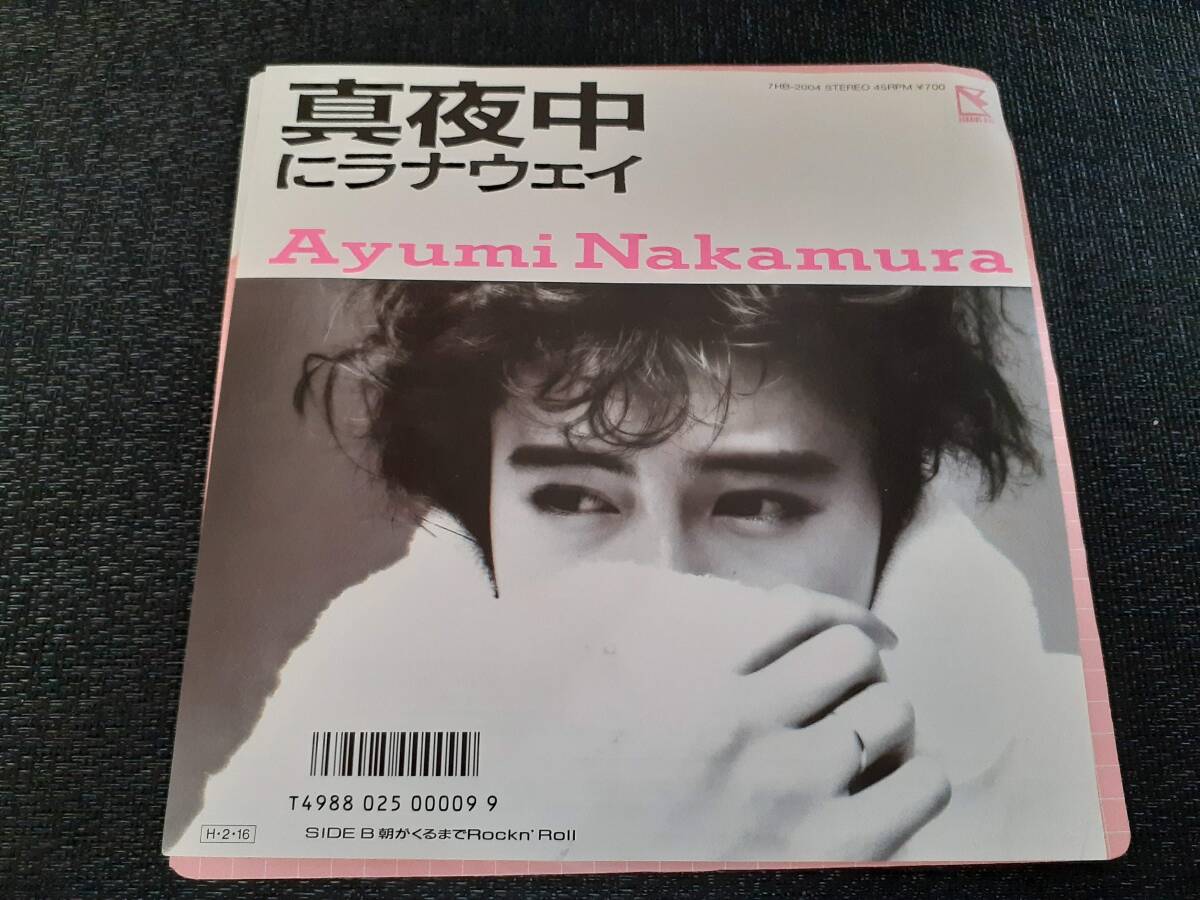 7HB-2004 STEREO 45RPM ¥700
真夜中
にラナウェイ
Ayumi Nakamura
T4988 025 00009 9
H・2・16
SIDE B 朝がくるまでRockn' Roll